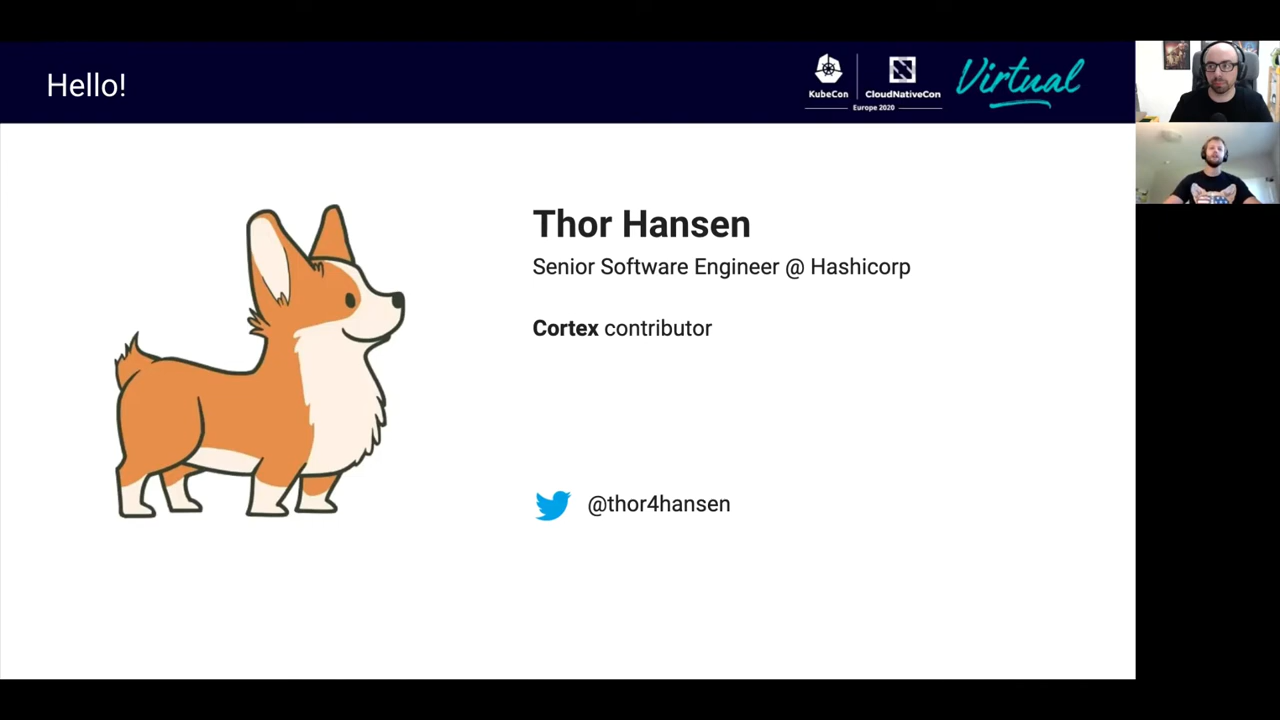 Hello!
KubeCon
CloudNativeCon
Europe 2020
Virtual
Thor Hansen
Senior Software Engineer @ Hashicorp
Cortex contributor
@thor4hansen